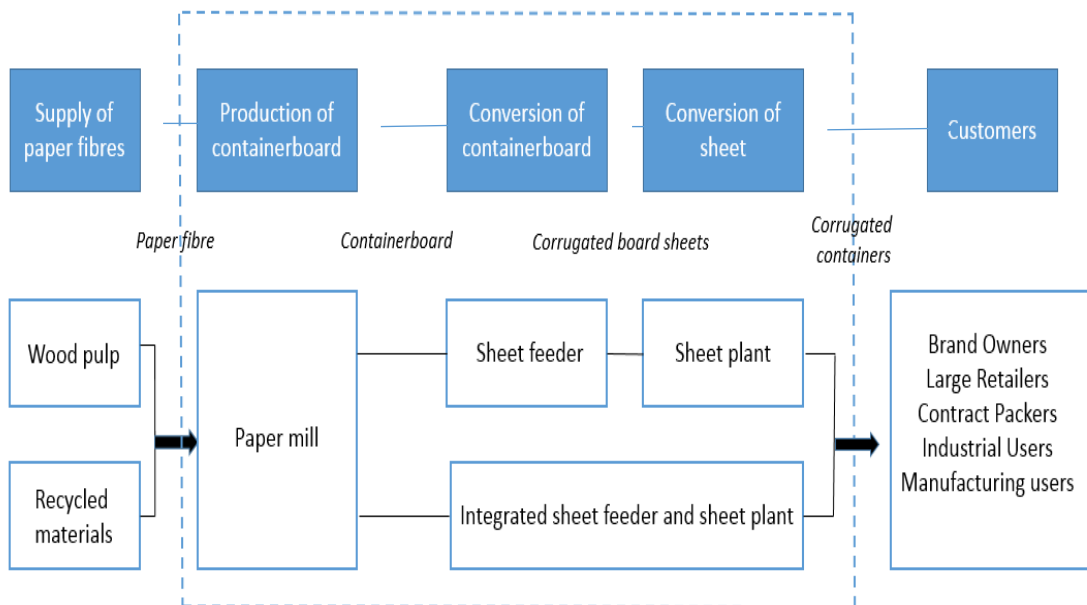 Supply of
paper fibres
Production of
containerboard
Conversion of
containerboard
Conversion of
sheet
Customers
Paper fibre
Containerboard
Corrugated board sheets
Corrugated
containers
Wood pulp
Recycled
materials
Paper mill
Sheet feeder
Sheet plant
Integrated sheet feeder and sheet plant
Brand Owners
Large Retailers
Contract Packers
Industrial Users
Manufacturing users